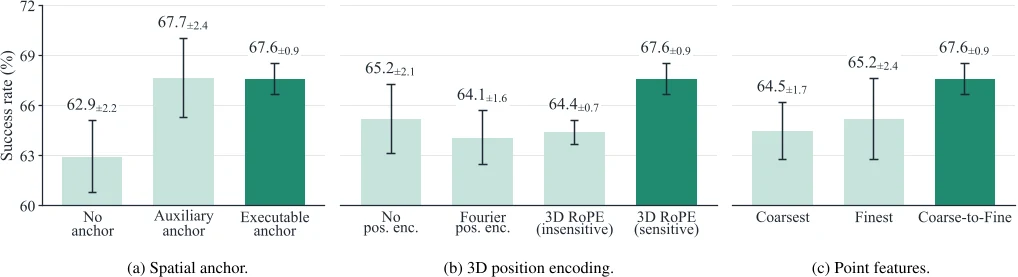 Success rate (%)
72
69
66
63
60
62.9±2.2
67.7±2.4
67.6±0.9
No
anchor
Auxiliary
anchor
Executable
anchor
(a) Spatial anchor.
65.2±2.1
64.1±1.6
64.4±0.7
67.6±0.9
No
pos. enc.
Fourier
pos. enc.
3D RoPE
(insensitive)
3D RoPE
(sensitive)
(b) 3D position encoding.
64.5±1.7
65.2±2.4
67.6±0.9
Coarsest
Finest
Coarse-to-Fine
(c) Point features.